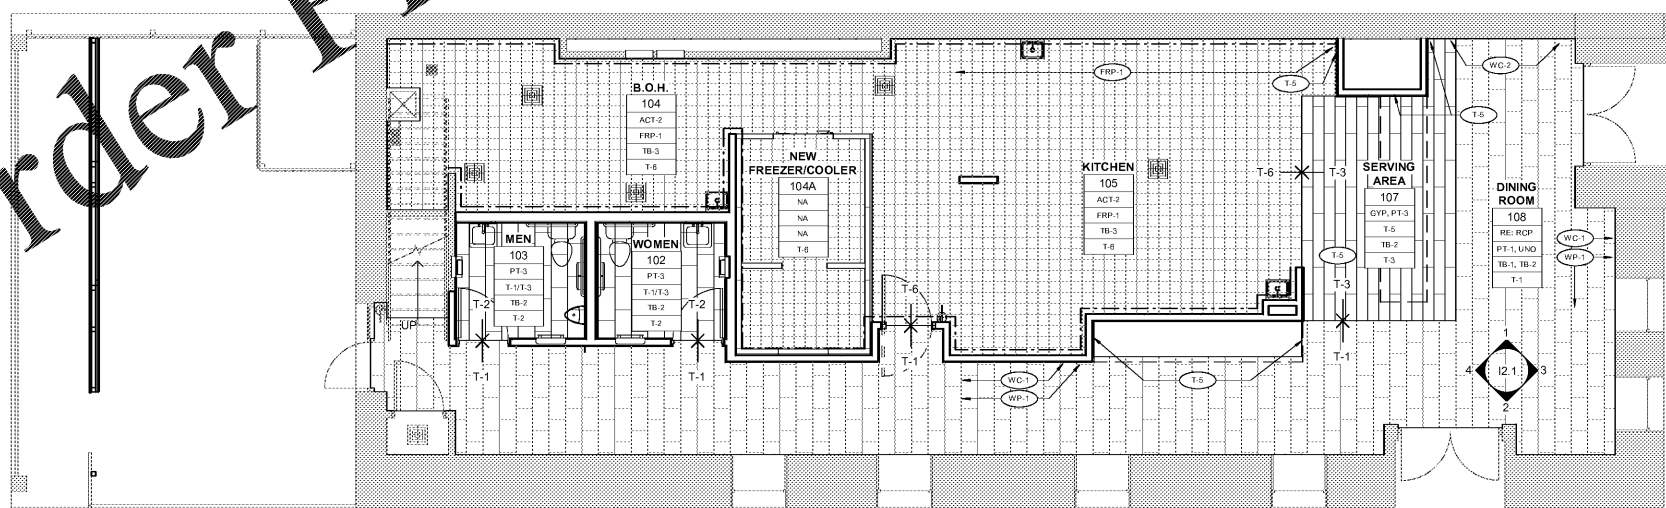 rder Pr
B.O.H.
104
ACT-2
FRP-1
TB-3
T-6
NEW
FREEZER/COOLER
104A
NA
NA
NA
T-6
KITCHEN
105
ACT-2
FRP-1
TB-3
T-6
SERVING
AREA
107
GYP, PT-3
T-5
TB-2
T-3
DINING
ROOM
108
RE: RCP
PT-1, UNO
TB-1, TB-2
T-1
MEN
103
PT-3
T-1/T-3
TB-2
T-2
WOMEN
102
PT-3
T-1/T-3
TB-2
T-2
FRP-1
T-5
WC-2
T-5
T-6
T-3
T-5
T-3
T-1
WC-1
WP-1
T-2
T-2
T-6
T-1
T-1
T-1
UP
WC-1
WP-1
T-5
1
4
I2.1
3
2